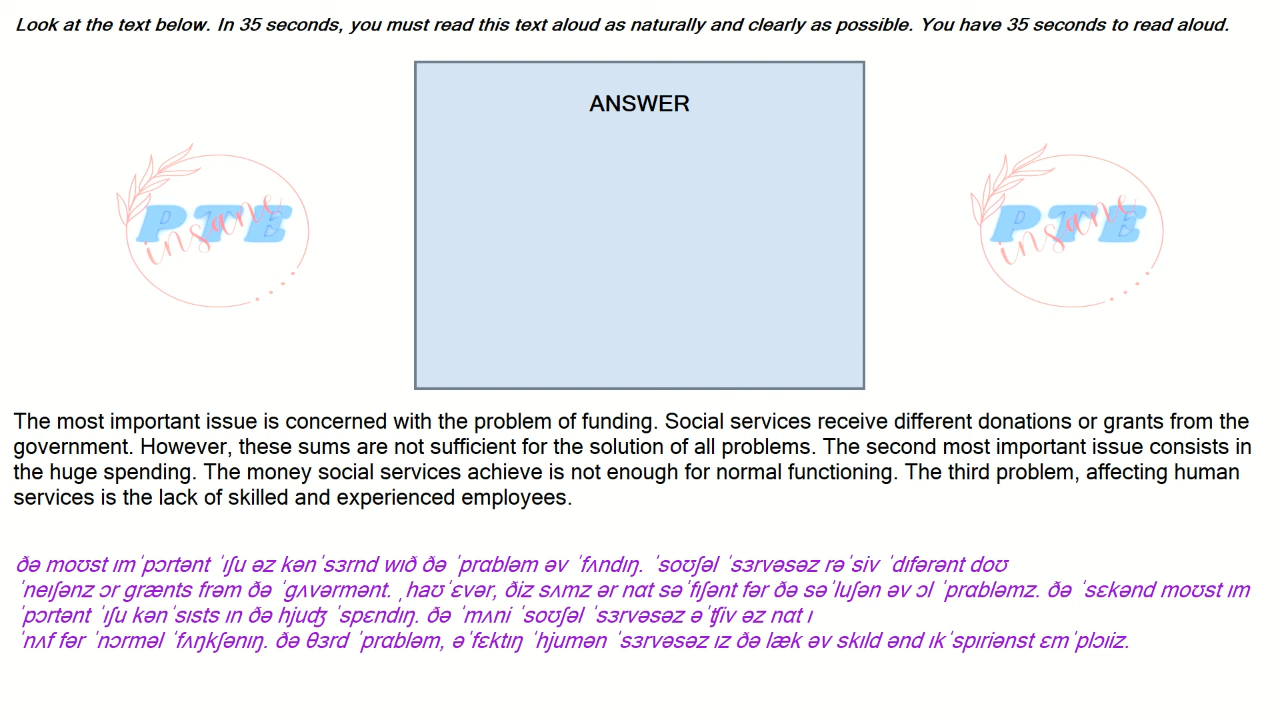 Look at the text below. In 35 seconds, you must read this text aloud as naturally and clearly as possible. You have 35 seconds to read aloud.
ANSWER
PTE insans
PTE insans
The most important issue is concerned with the problem of funding. Social services receive different donations or grants from the
government. However, these sums are not sufficient for the solution of all problems. The second most important issue consists in
the huge spending. The money social services achieve is not enough for normal functioning. The third problem, affecting human
services is the lack of skilled and experienced employees.
ðə moʊst ɪmˈpɔrtənt ˈɪʃu əz kənˈsɜrnd wɪð ðə ˈprɑbləm əv ˈfʌndɪŋ. ˈsoʊʃəl ˈsɜrvəsəz rəˈsiv ˈdɪfərənt doʊ
ˈneɪʃənz ɔr grænts frəm ðə ˈgʌvərmənt. ˌhaʊˈɛvər, ðiz sʌmz ər nɑt səˈfɪʃənt fər ðə səˈluʃən əv ɔl ˈprɑbləmz. ðə ˈsɛkənd moʊst ɪm
ˈpɔrtənt ˈɪʃu kənˈsɪsts ɪn ðə hjuʤ ˈspɛndɪŋ. ðə ˈmʌni ˈsoʊʃəl ˈsɜrvəsəz əˈʧiv əz nɑt ɪ
ˈnʌf fər ˈnɔrməl ˈfʌŋkʃənɪŋ. ðə θɜrd ˈprɑbləm, əˈfɛktɪŋ ˈhjumən ˈsɜrvəsəz ɪz ðə læk əv skɪld ənd ɪkˈspɪriənst ɛmˈplɔɪiz.